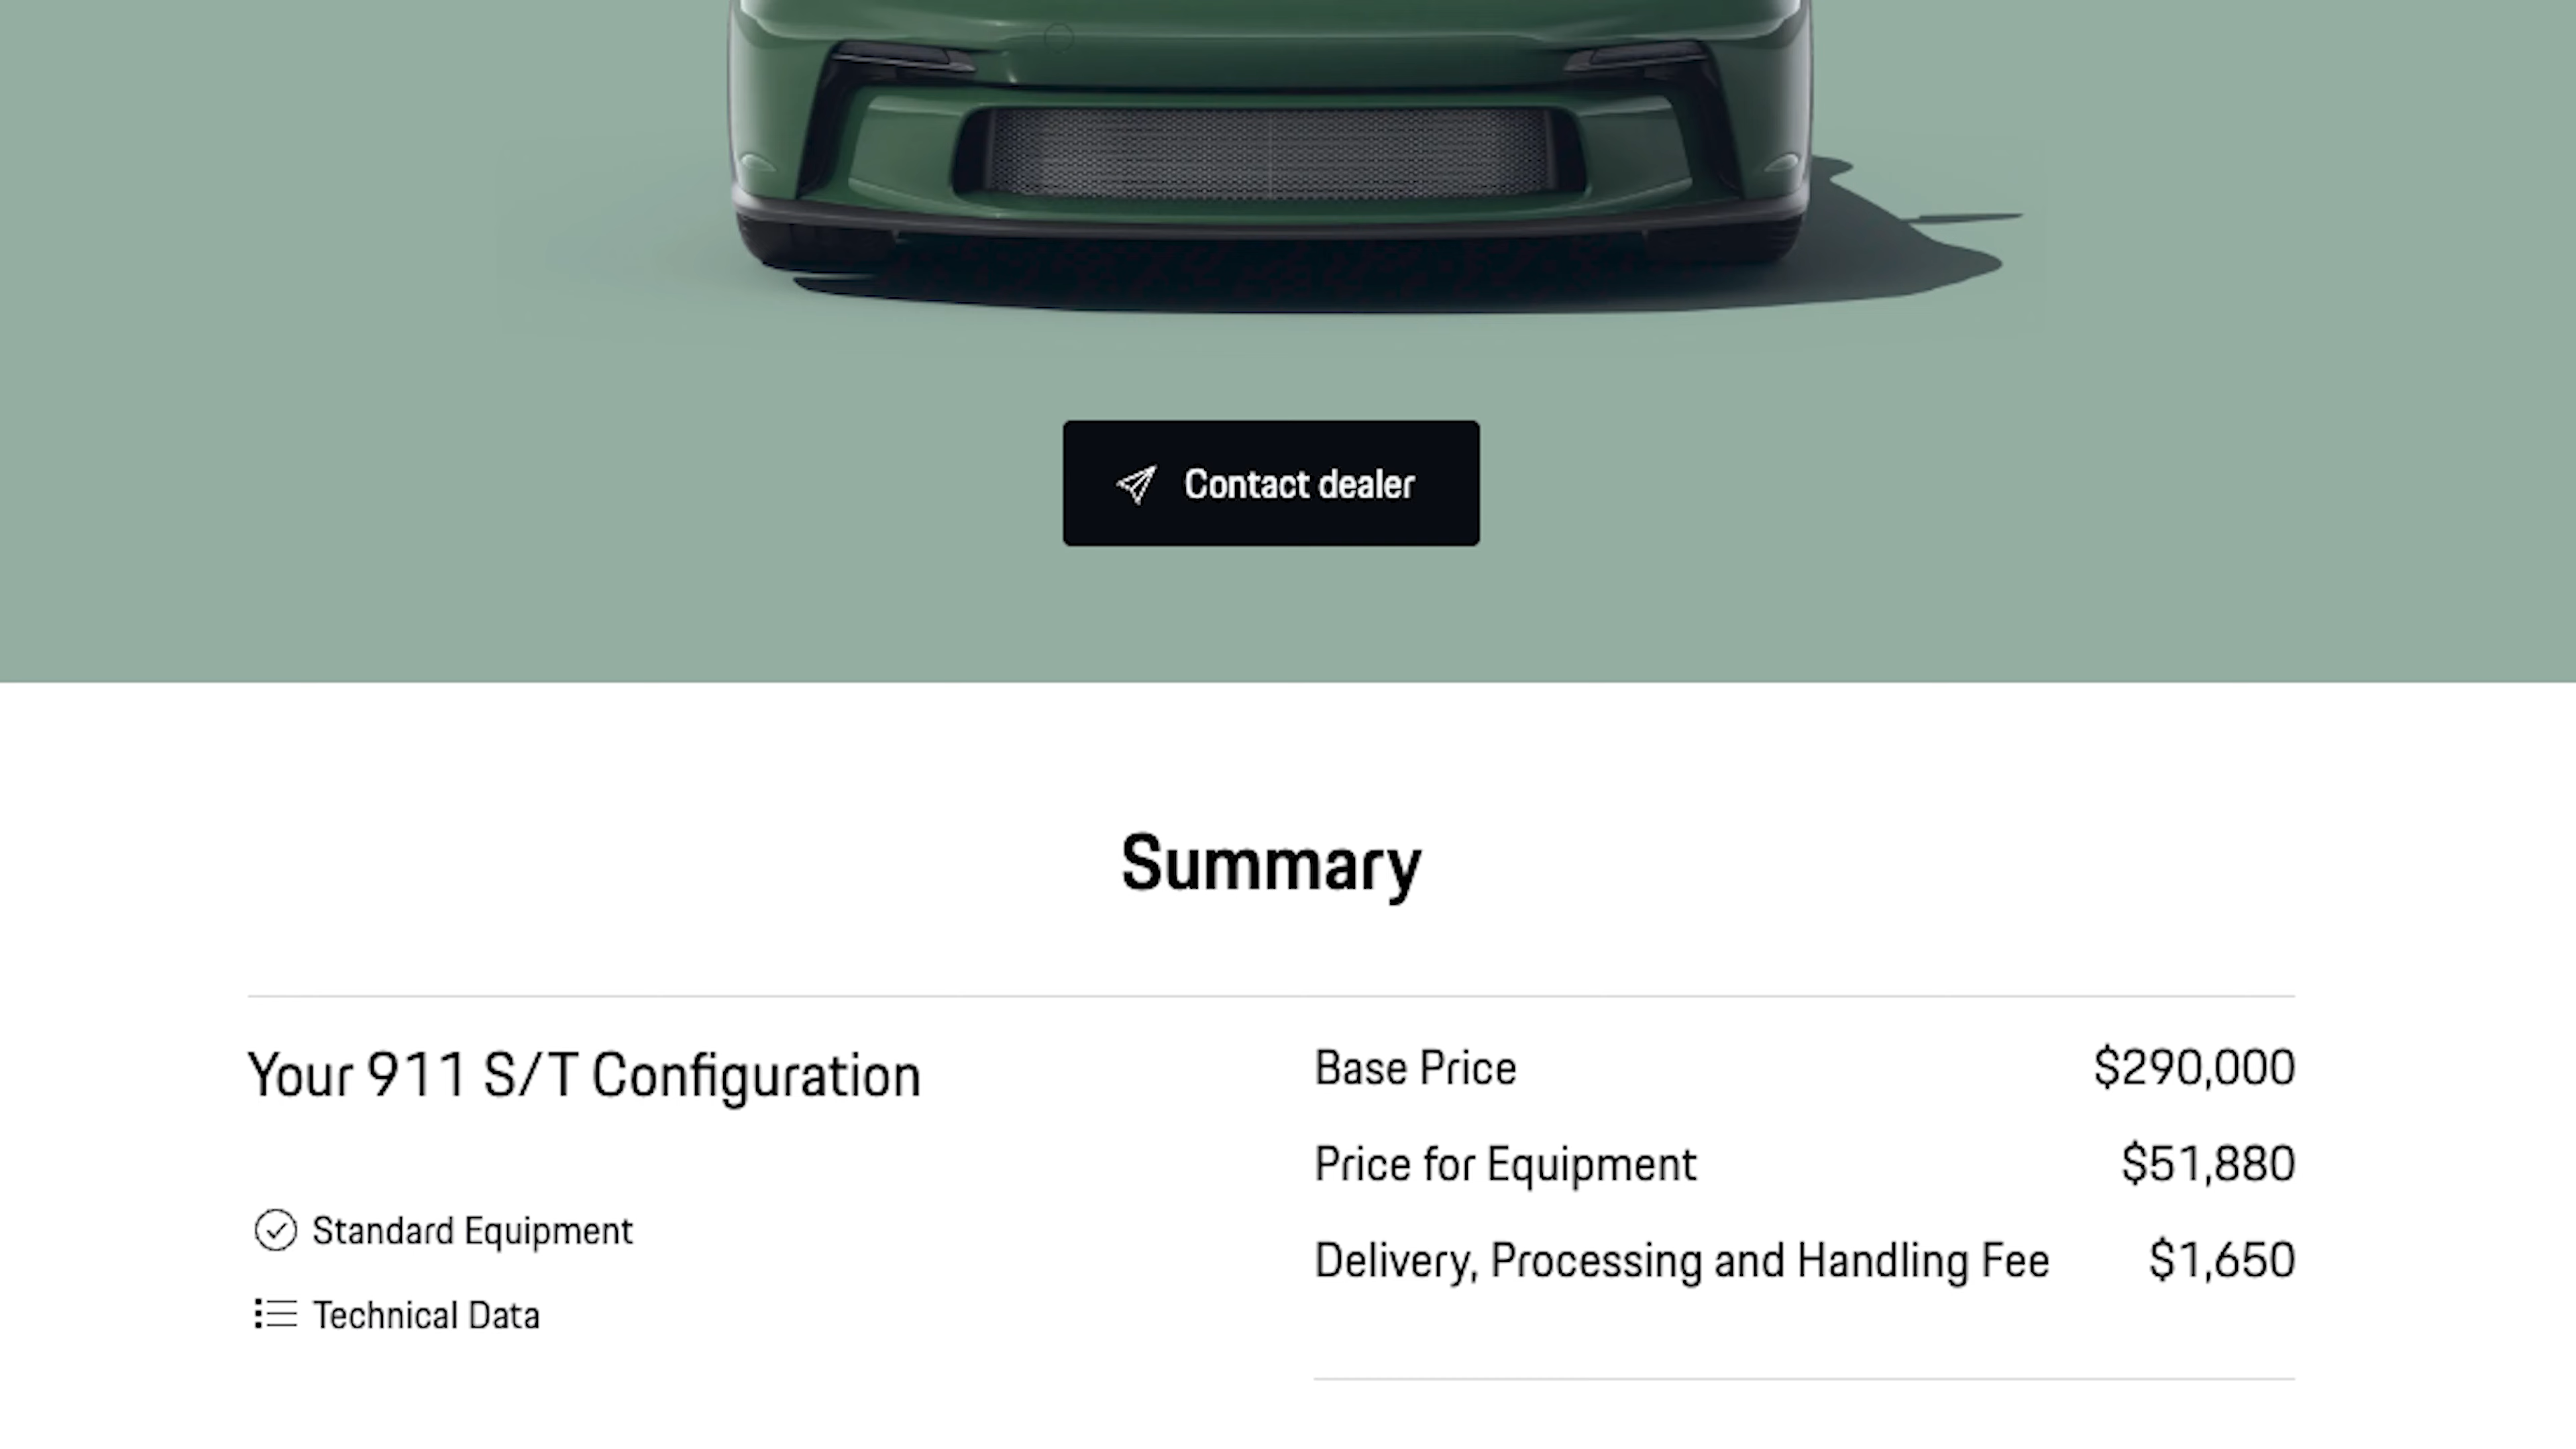 Contact dealer
Summary
Your 911 S/T Configuration
Standard Equipment
Technical Data
Base Price $290,000
Price for Equipment $51,880
Delivery, Processing and Handling Fee $1,650